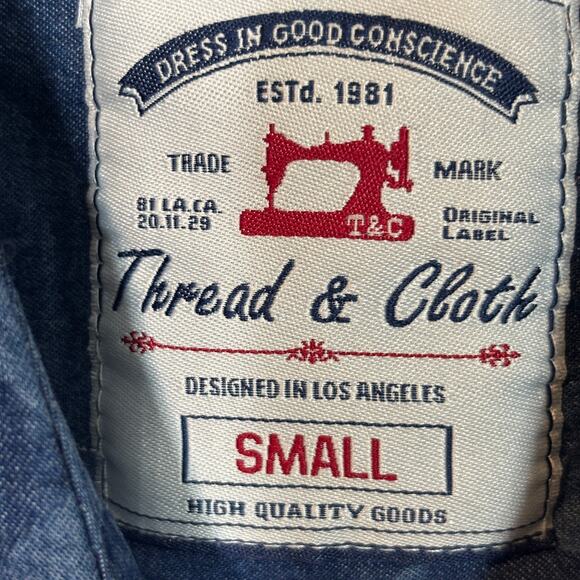 DRESS IN GOOD CONSCIENCE
ESTd. 1981
TRADE MARK
81 LA.CA. ORIGINAL
20.11.29 LABEL
T&C
Thread & Cloth
DESIGNED IN LOS ANGELES
SMALL
HIGH QUALITY GOODS